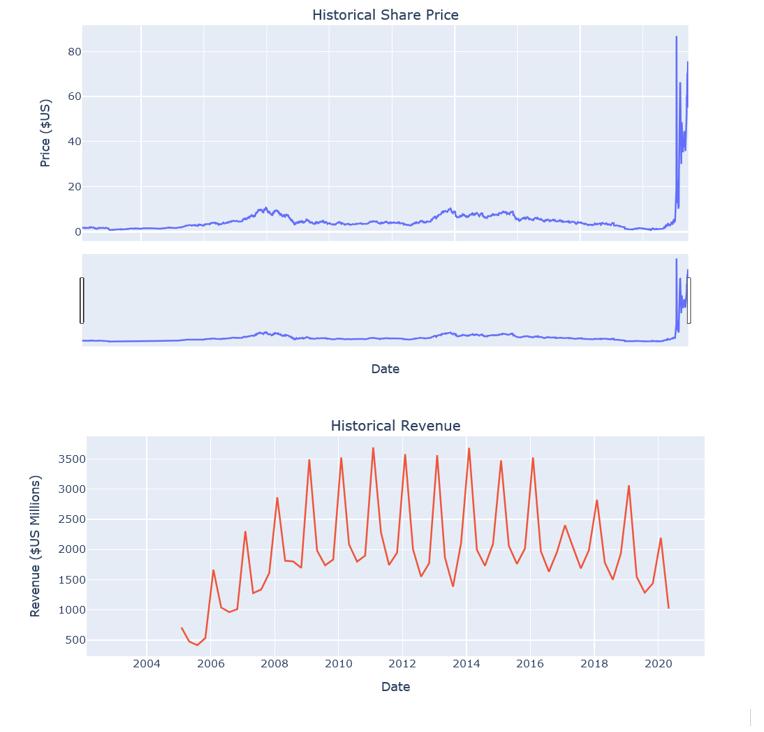 Historical Share Price
80
60
40
20
0
Price ($US)
Date
Historical Revenue
3500
3000
2500
2000
1500
1000
500
Revenue ($US Millions)
2004 2006 2008 2010 2012 2014 2016 2018 2020
Date